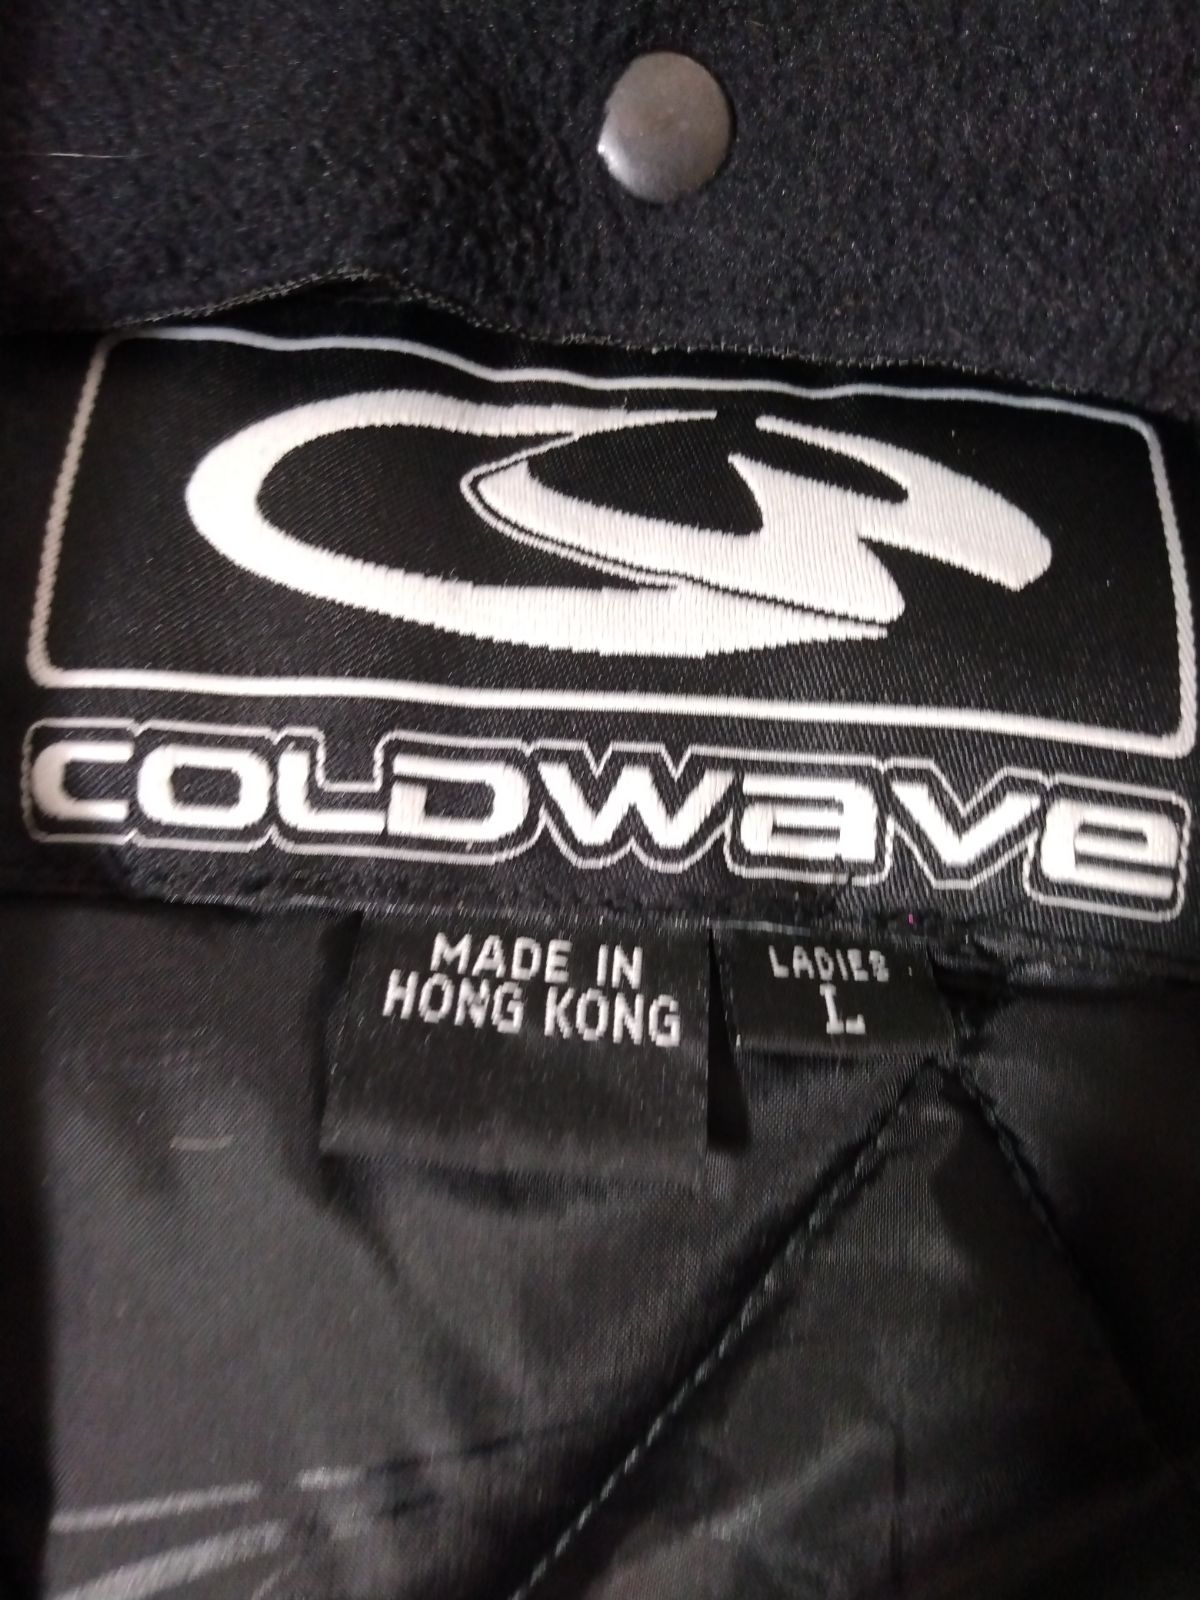 COLDWAVE
MADE IN
HONG KONG
LADIES
L